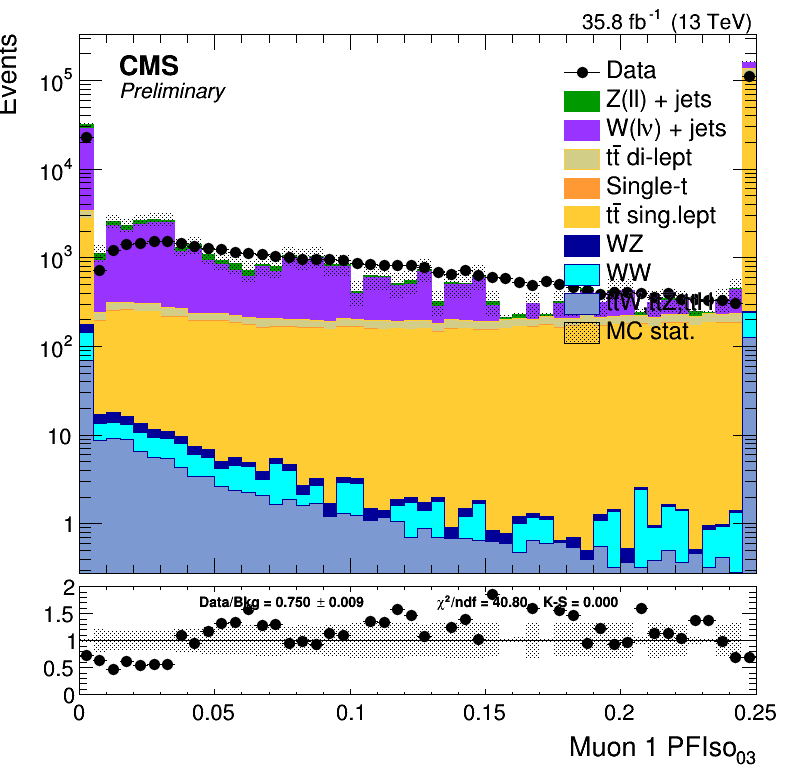 35.8 fb⁻¹ (13 TeV)
Events
CMS
Preliminary
Data
Z(ll) + jets
W(lν) + jets
tt̄ di-lept
Single-t
tt̄ sing.lept
WZ
WW
tt̄W, tt̄Z, tt̄H
MC stat.
10⁵
10⁴
10³
10²
10
1
Data/Bkg = 0.750 ± 0.009 χ²/ndf = 40.80 K-S = 0.000
2
1.5
1
0.5
0
0 0.05 0.1 0.15 0.2 0.25
Muon 1 PFIso₀₃